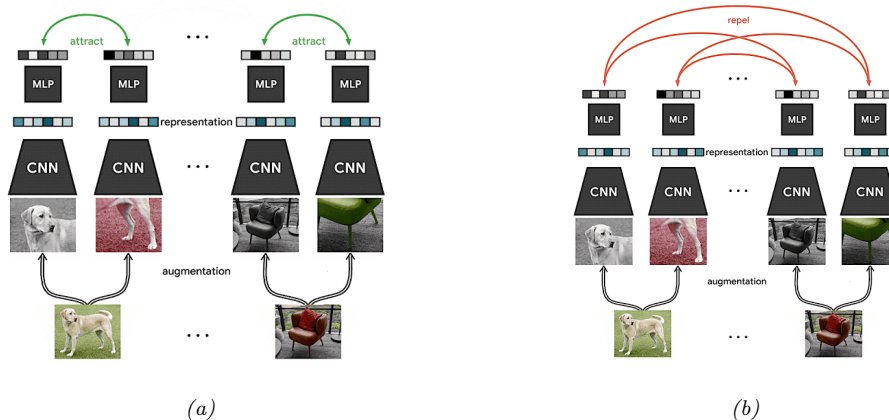 attract
...
attract
MLP
MLP
MLP
MLP
representation
CNN
CNN
...
CNN
CNN
augmentation
...
(a)
repel
...
MLP
MLP
MLP
MLP
representation
CNN
CNN
...
CNN
CNN
augmentation
...
(b)